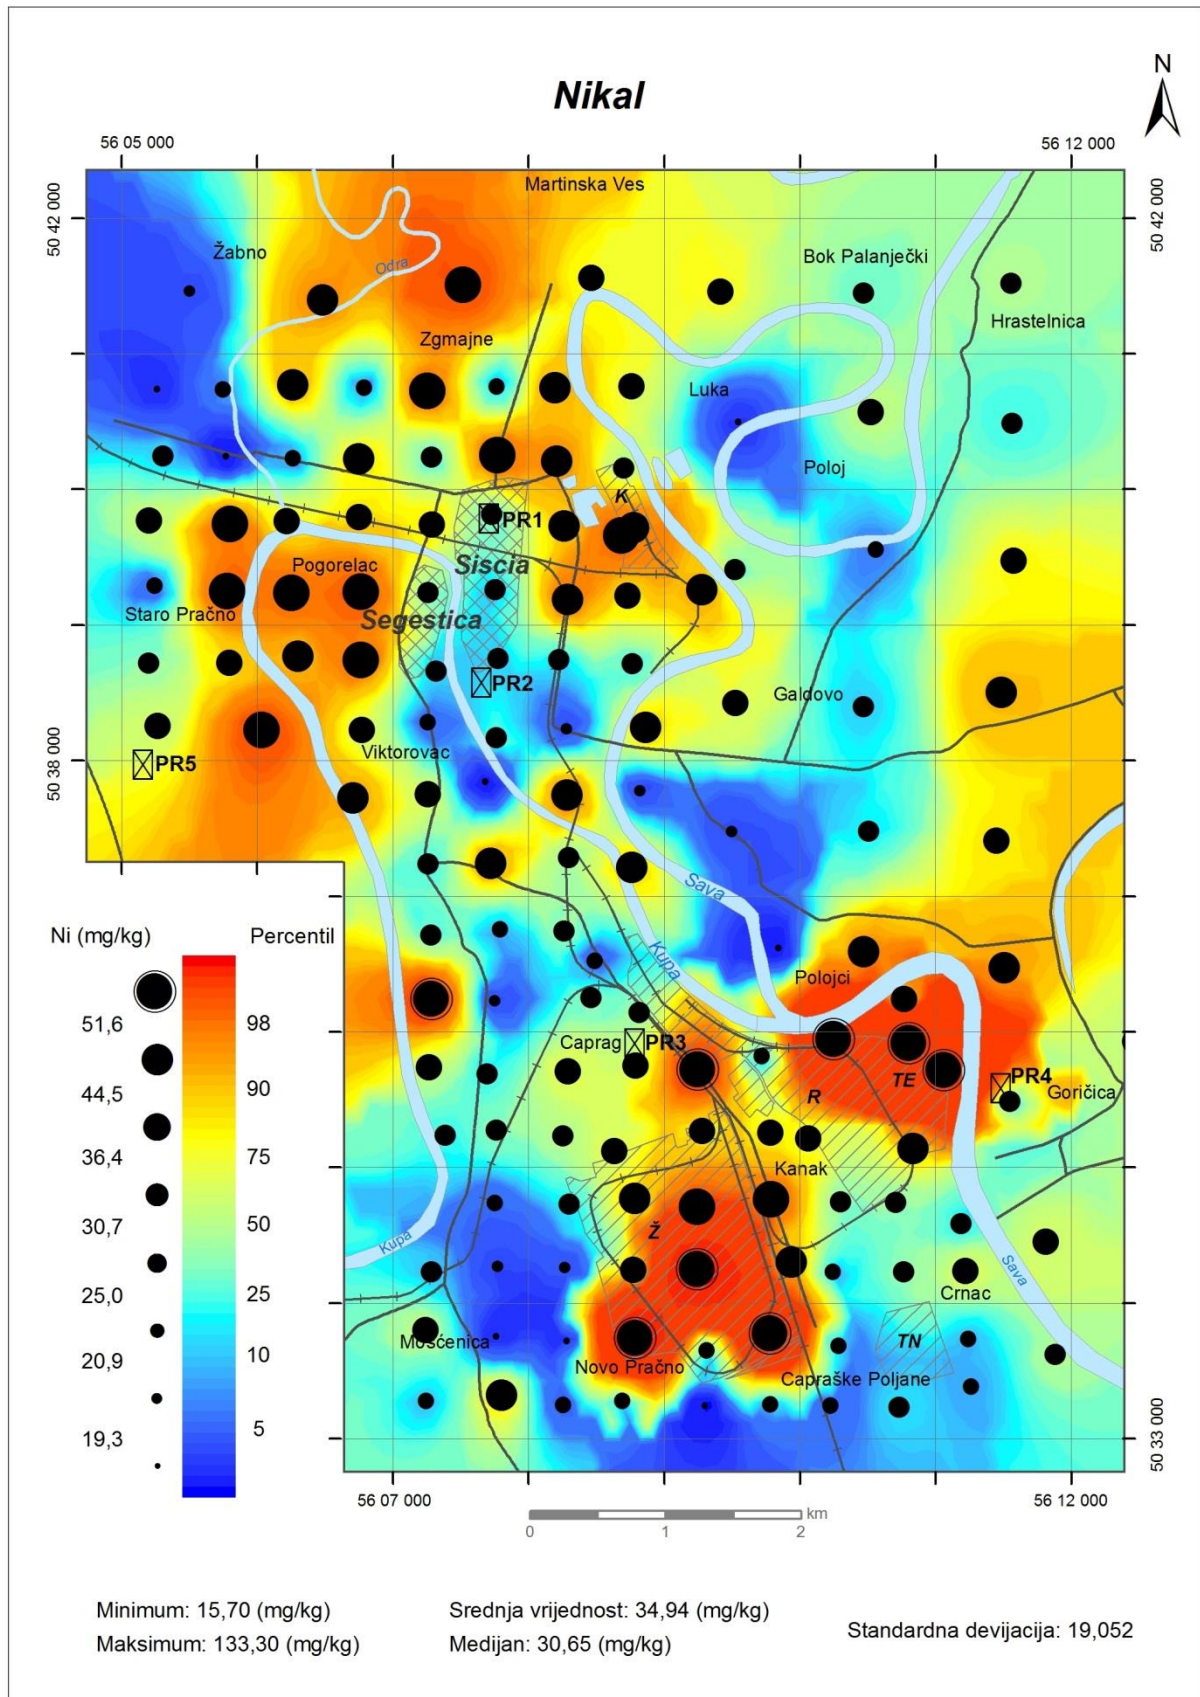 Nikal
N
56 05 000
56 12 000
50 42 000
50 42 000
Martinska Ves
Žabno
Odra
Bok Palanječki
Hrastelnica
Zgmajne
Luka
Poloj
K
PR1
Siscia
Pogorelac
Staro Pračno
Segestica
PR2
Galdovo
Viktorovac
PR5
50 38 000
Sava
Kupa
Polojci
Caprag
PR3
TE
PR4
R
Goričica
Kanak
Ž
Kupa
Sava
Crnac
Mošćenica
TN
Novo Pračno
Capraške Poljane
50 33 000
Ni (mg/kg)
Percentil
51,6
98
44,5
90
36,4
75
30,7
50
25,0
25
20.9
10
19,3
5
56 07 000
56 12 000
km
0 1 2
Minimum: 15,70 (mg/kg)
Srednja vrijednost: 34,94 (mg/kg)
Standardna devijacija: 19,052
Maksimum: 133,30 (mg/kg)
Medijan: 30,65 (mg/kg)